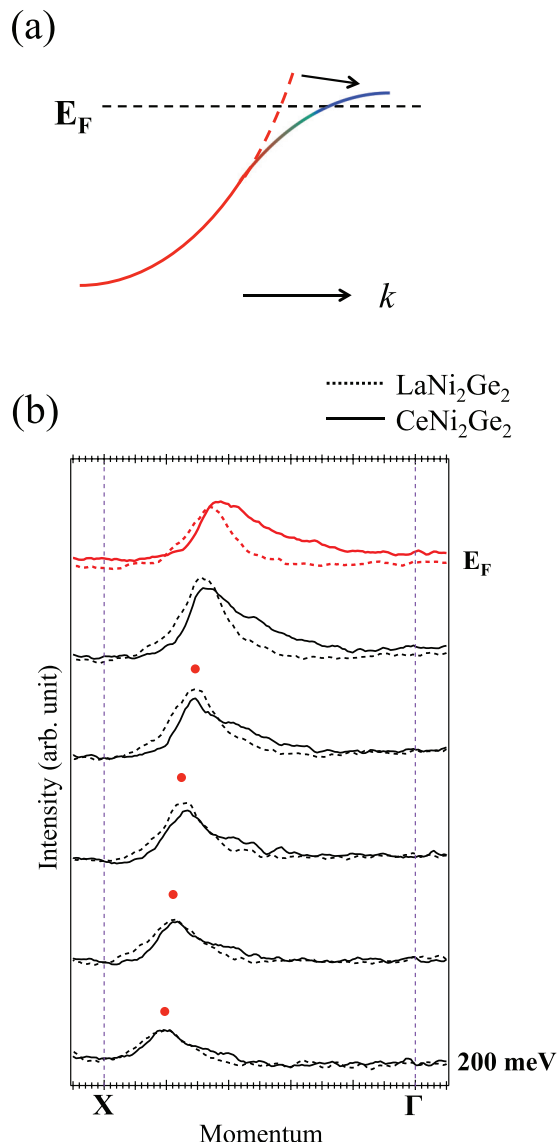 (a)
E_F
k
LaNi₂Ge₂
CeNi₂Ge₂
(b)
E_F
Intensity (arb. unit)
200 meV
X Γ
Momentum